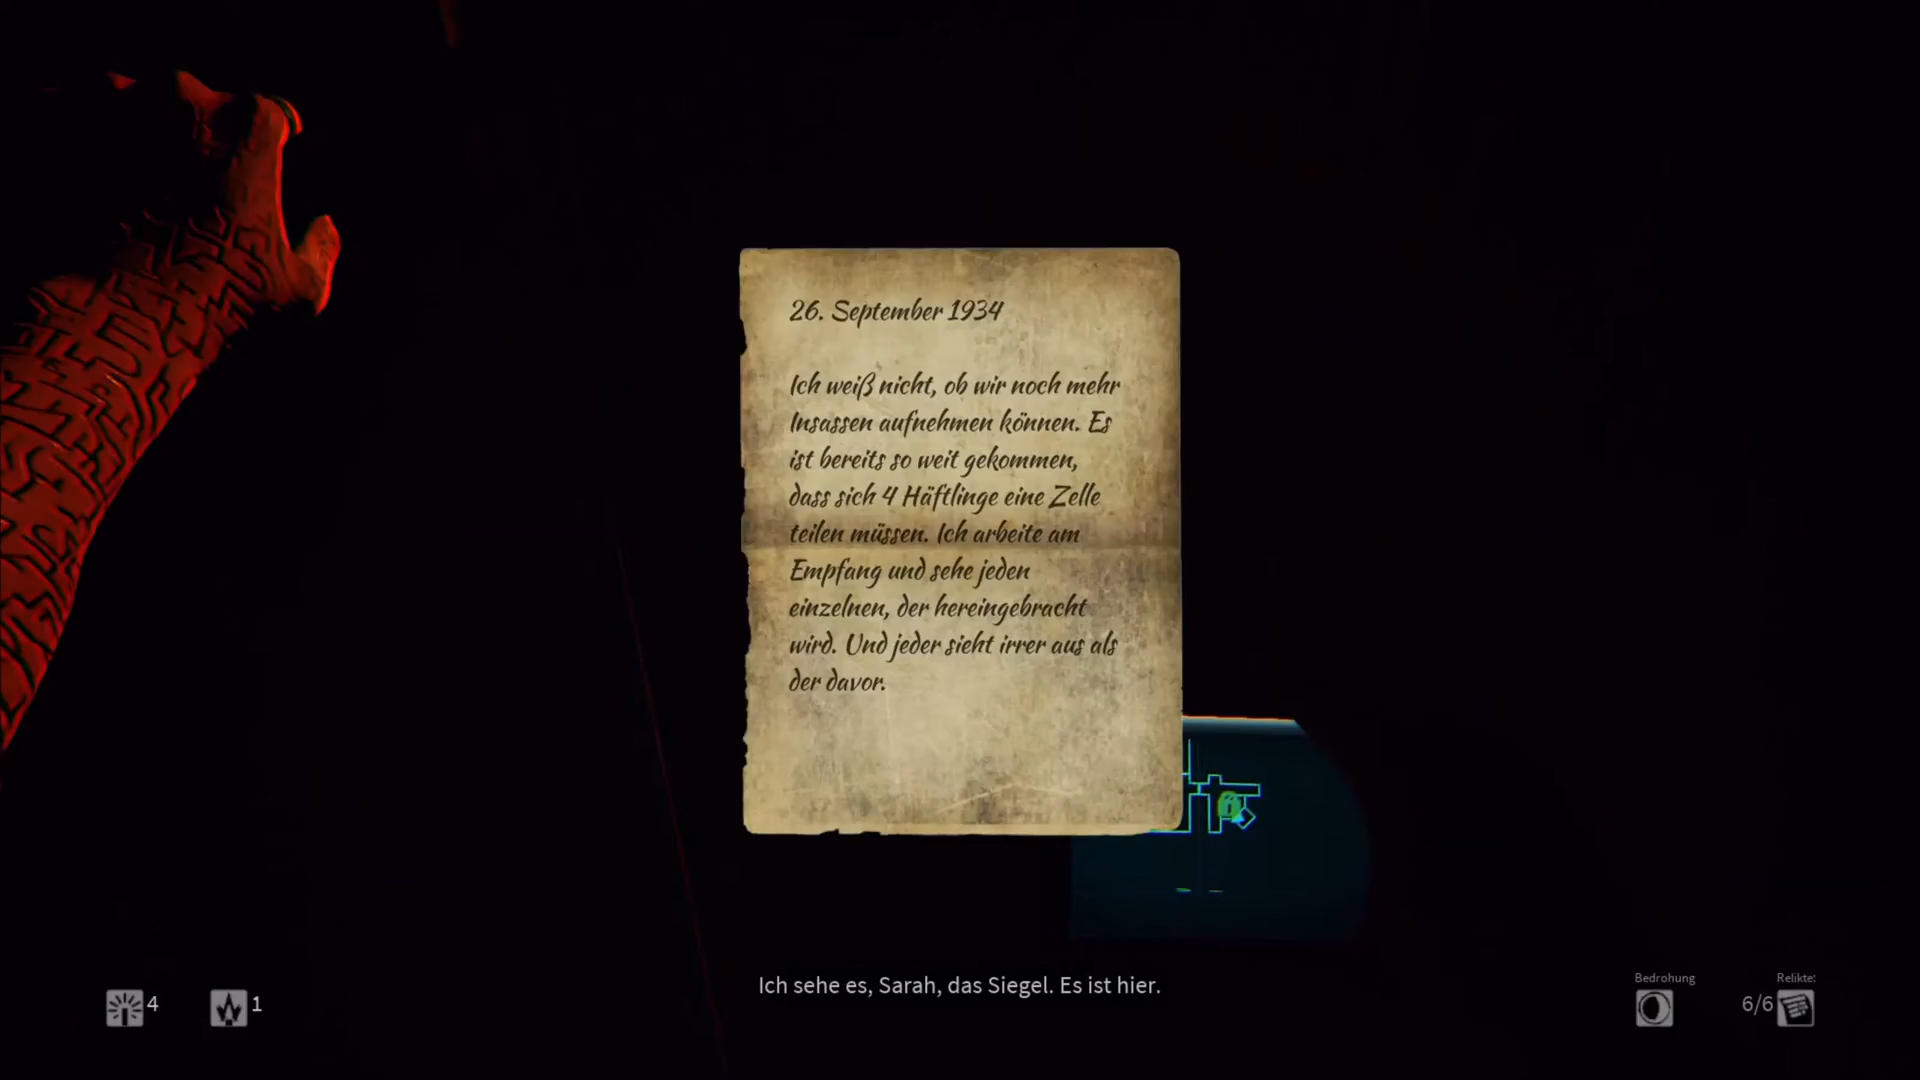 26. September 1934
Ich weiß nicht, ob wir noch mehr
Insassen aufnehmen können. Es
ist bereits so weit gekommen,
dass sich 4 Häftlinge eine Zelle
teilen müssen. Ich arbeite am
Empfang und sehe jeden
einzelnen, der hereingebracht
wird. Und jeder sieht irrer aus als
der davor.
Ich sehe es, Sarah, das Siegel. Es ist hier.
4
1
Bedrohung
Relikte:
6/6